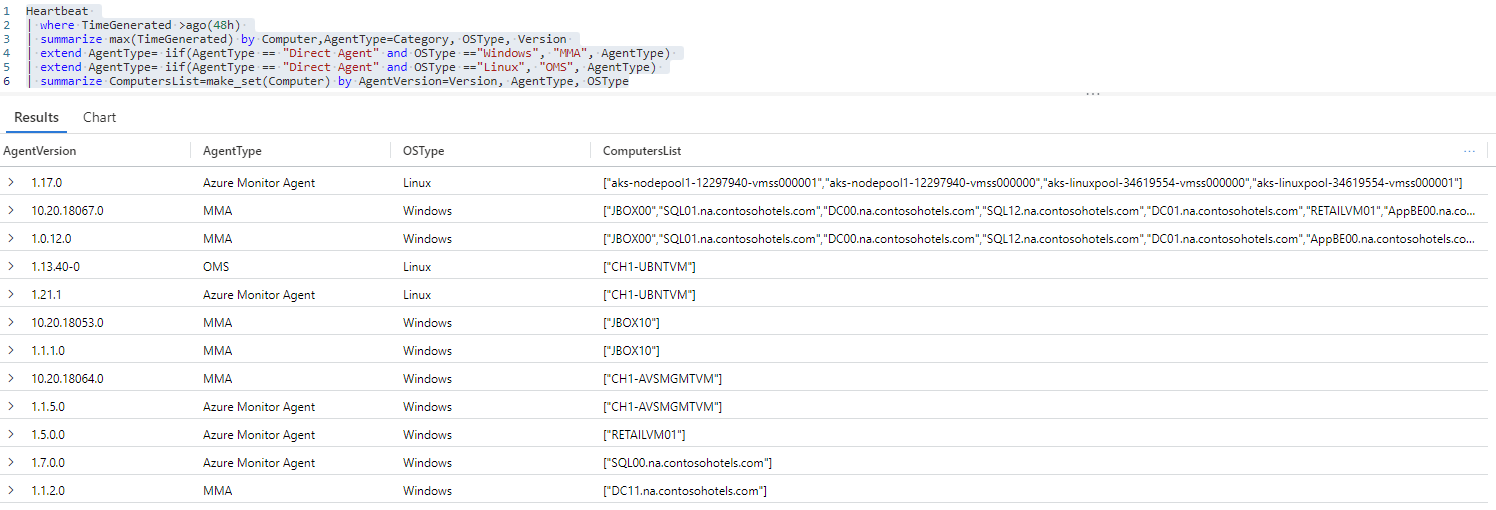 1 Heartbeat
2 | where TimeGenerated >ago(48h)
3 | summarize max(TimeGenerated) by Computer,AgentType=Category, OSType, Version
4 | extend AgentType= iif(AgentType == "Direct Agent" and OSType =="Windows", "MMA", AgentType)
5 | extend AgentType= iif(AgentType == "Direct Agent" and OSType =="Linux", "OMS", AgentType)
6 | summarize ComputersList=make_set(Computer) by AgentVersion=Version, AgentType, OSType
...
Results Chart
AgentVersion AgentType OSType ComputersList ...
> 1.17.0 Azure Monitor Agent Linux ["aks-nodepool1-12297940-vmss000001","aks-nodepool1-12297940-vmss000000","aks-linuxpool-34619554-vmss000000","aks-linuxpool-34619554-vmss000001"]
> 10.20.18067.0 MMA Windows ["JBOX00","SQL01.na.contosohotels.com","DC00.na.contosohotels.com","SQL12.na.contosohotels.com","DC01.na.contosohotels.com","RETAILVM01","AppBE00.na.co...
> 1.0.12.0 MMA Windows ["JBOX00","SQL01.na.contosohotels.com","DC00.na.contosohotels.com","SQL12.na.contosohotels.com","DC01.na.contosohotels.com","AppBE00.na.contosohotels.co...
> 1.13.40-0 OMS Linux ["CH1-UBNTVM"]
> 1.21.1 Azure Monitor Agent Linux ["CH1-UBNTVM"]
> 10.20.18053.0 MMA Windows ["JBOX10"]
> 1.1.1.0 MMA Windows ["JBOX10"]
> 10.20.18064.0 MMA Windows ["CH1-AVSMGMTVM"]
> 1.1.5.0 Azure Monitor Agent Windows ["CH1-AVSMGMTVM"]
> 1.5.0.0 Azure Monitor Agent Windows ["RETAILVM01"]
> 1.7.0.0 Azure Monitor Agent Windows ["SQL00.na.contosohotels.com"]
> 1.1.2.0 MMA Windows ["DC11.na.contosohotels.com"]